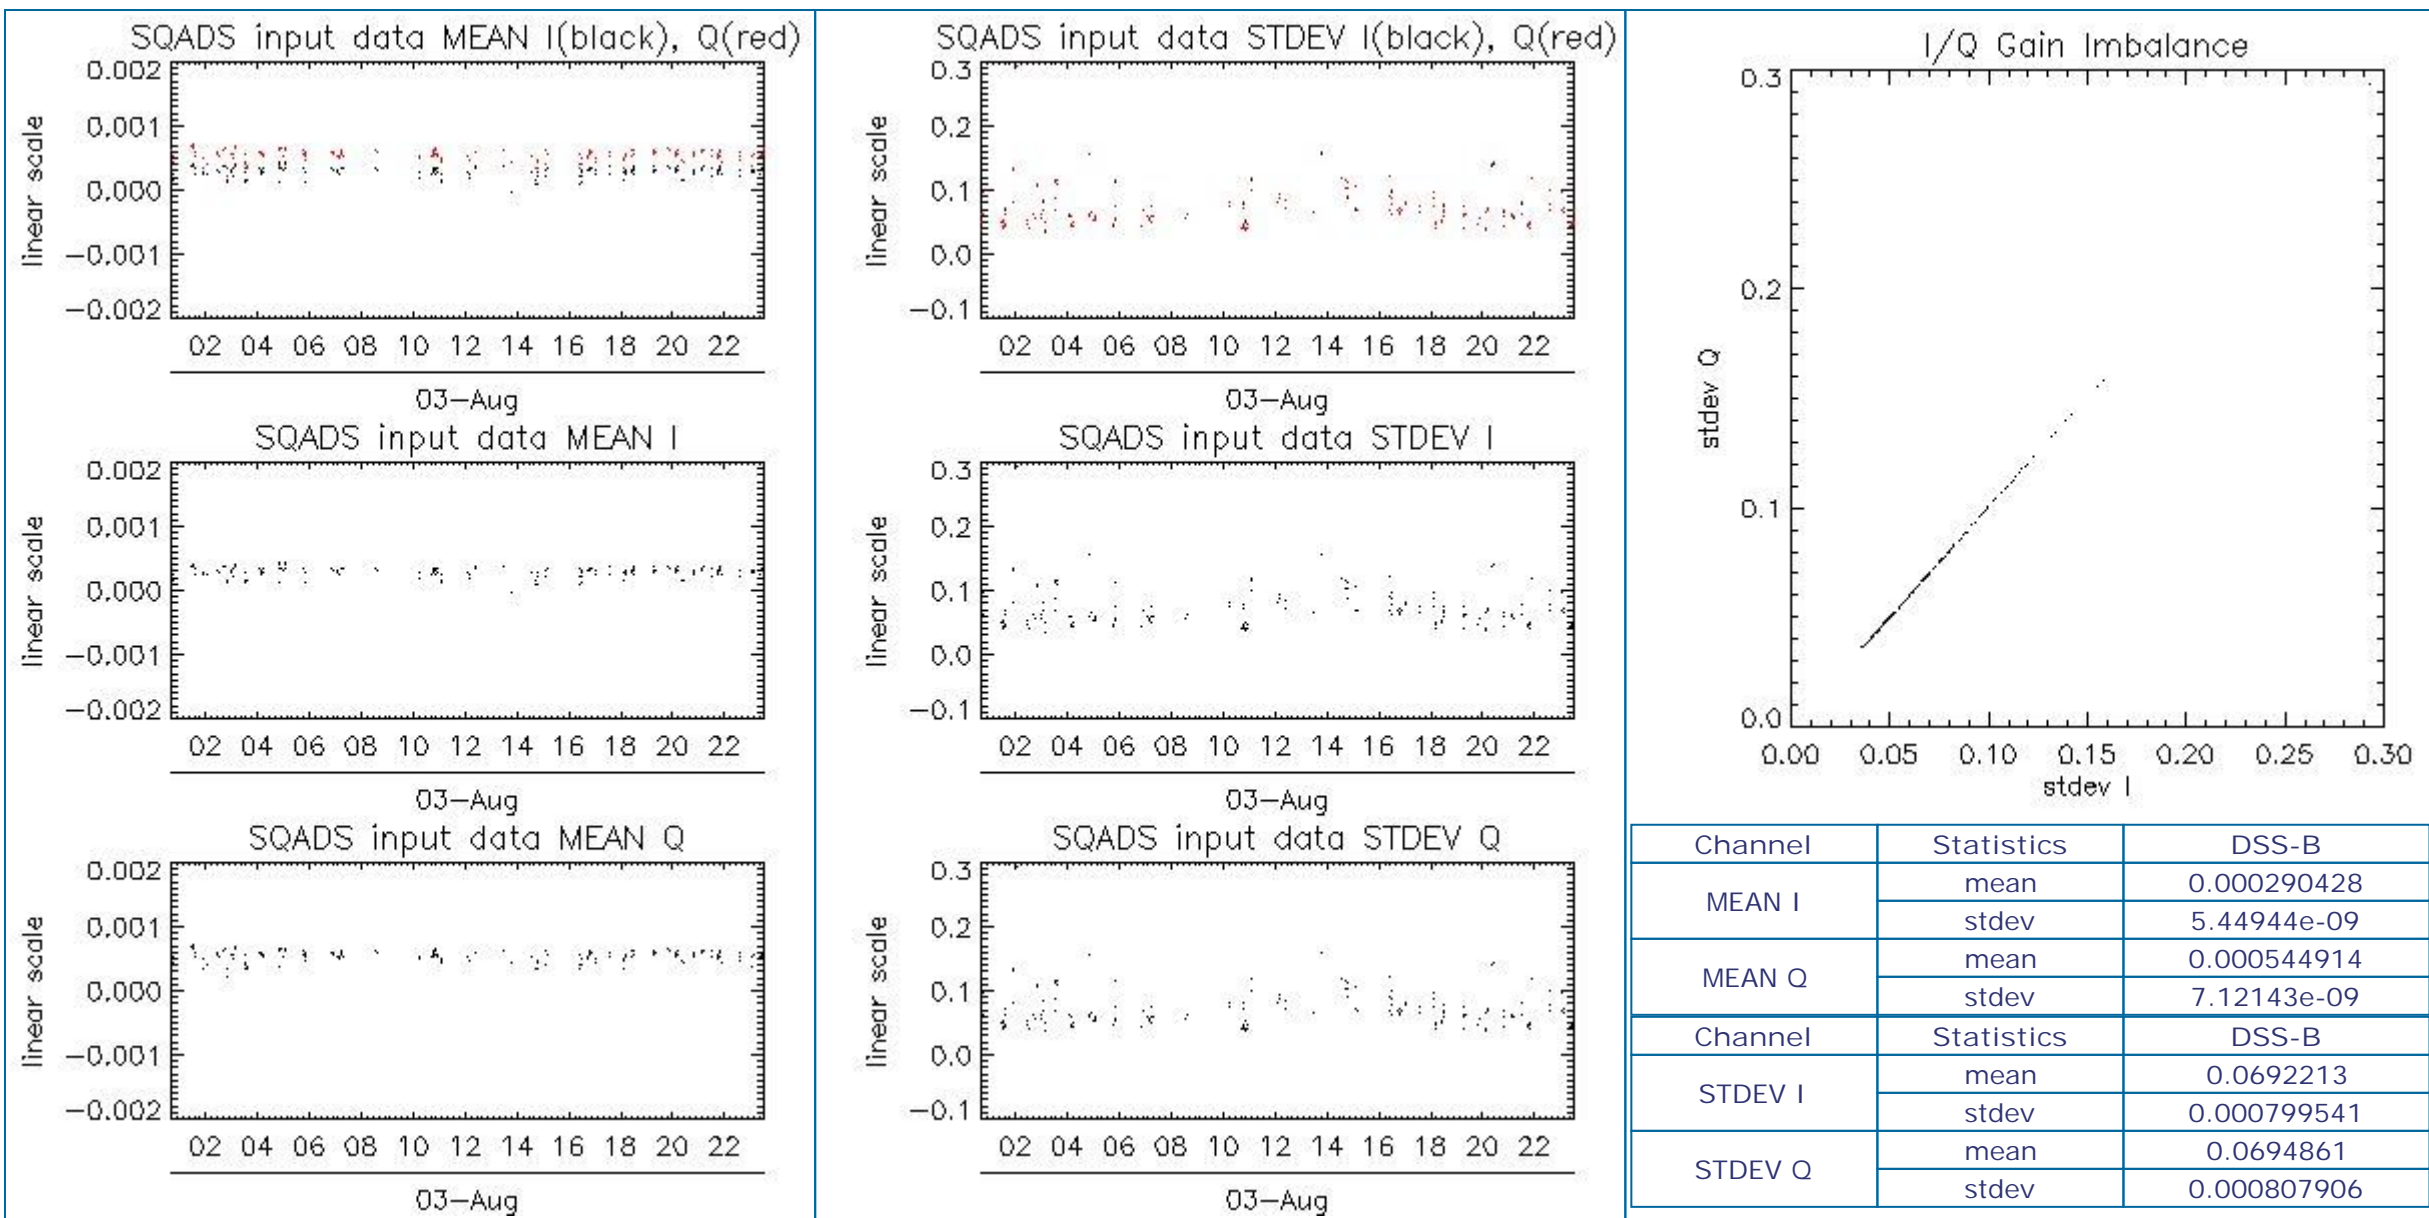 SQADS input data MEAN I(black), Q(red)
0.002
0.001
0.000
−0.001
−0.002
linear scale
02 04 06 08 10 12 14 16 18 20 22
03−Aug
SQADS input data MEAN I
0.002
0.001
0.000
−0.001
−0.002
linear scale
02 04 06 08 10 12 14 16 18 20 22
03−Aug
SQADS input data MEAN Q
0.002
0.001
0.000
−0.001
−0.002
linear scale
02 04 06 08 10 12 14 16 18 20 22
03−Aug
SQADS input data STDEV I(black), Q(red)
0.3
0.2
0.1
0.0
−0.1
linear scale
02 04 06 08 10 12 14 16 18 20 22
03−Aug
SQADS input data STDEV I
0.3
0.2
0.1
0.0
−0.1
linear scale
02 04 06 08 10 12 14 16 18 20 22
03−Aug
SQADS input data STDEV Q
0.3
0.2
0.1
0.0
−0.1
linear scale
02 04 06 08 10 12 14 16 18 20 22
03−Aug
I/Q Gain Imbalance
0.3
0.2
0.1
0.0
stdev Q
0.00 0.05 0.10 0.15 0.20 0.25 0.30
stdev I
Channel Statistics DSS-B
MEAN I
mean 0.000290428
stdev 5.44944e-09
MEAN Q
mean 0.000544914
stdev 7.12143e-09
Channel Statistics DSS-B
STDEV I
mean 0.0692213
stdev 0.000799541
STDEV Q
mean 0.0694861
stdev 0.000807906